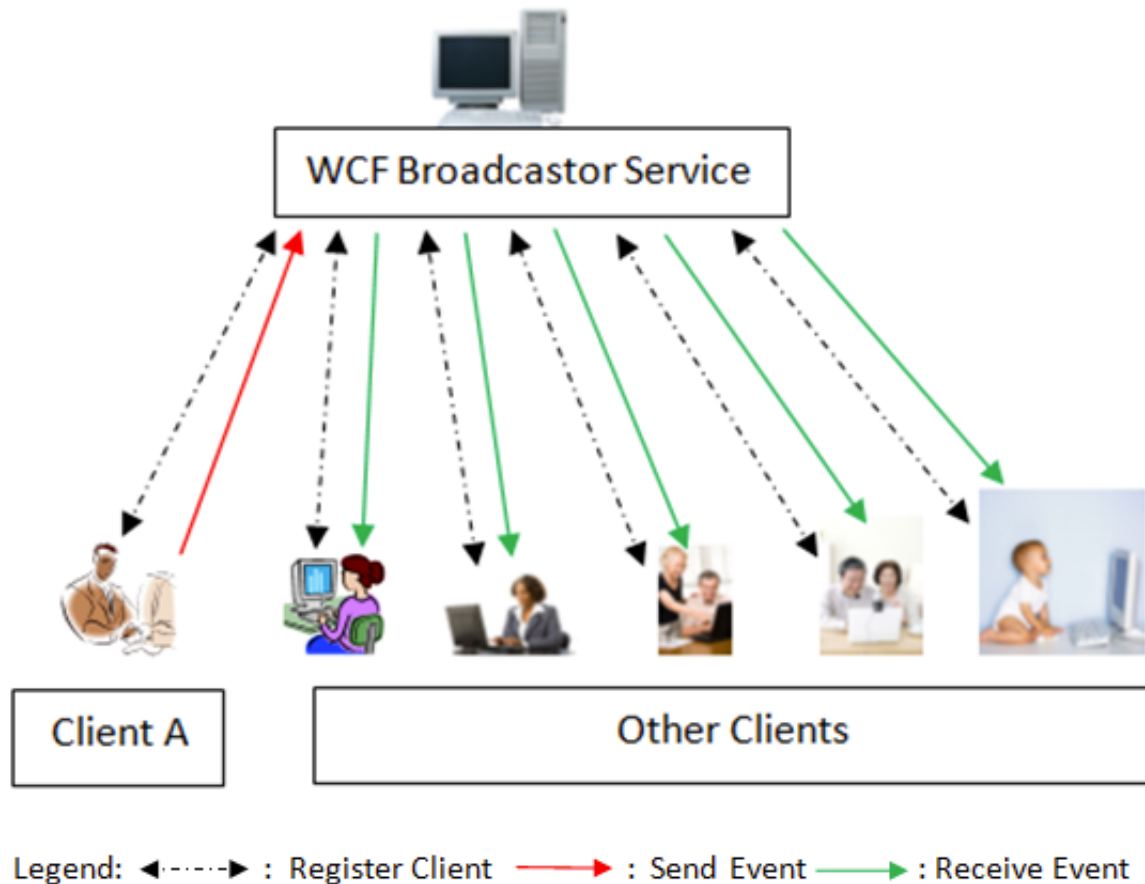 WCF Broadcastor Service
Client A
Other Clients
Legend: : Register Client : Send Event : Receive Event